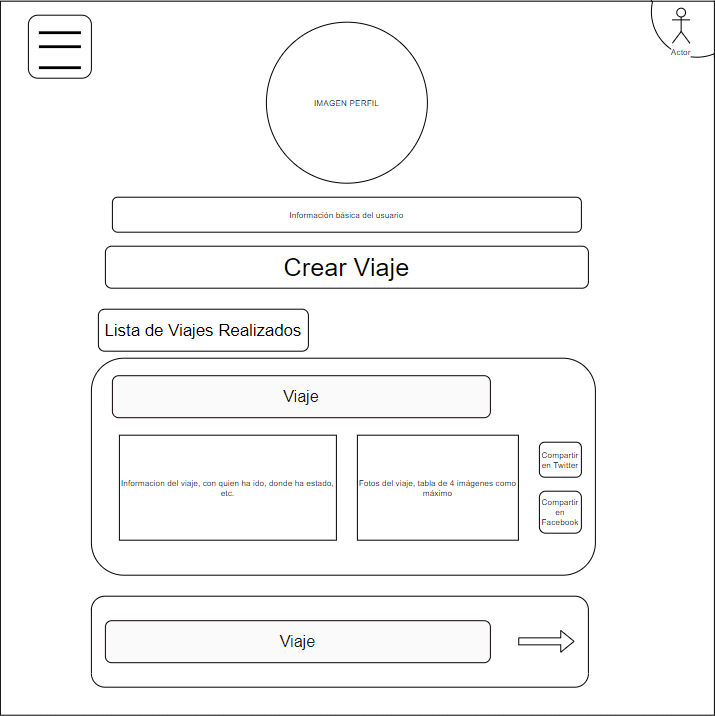 Actor
IMAGEN PERFIL
Información básica del usuario
Crear Viaje
Lista de Viajes Realizados
Viaje
Informacion del viaje, con quien ha ido, donde ha estado,
etc.
Fotos del viaje, tabla de 4 imágenes como
máximo
Compartir
en Twitter
Compartir
en
Facebook
Viaje